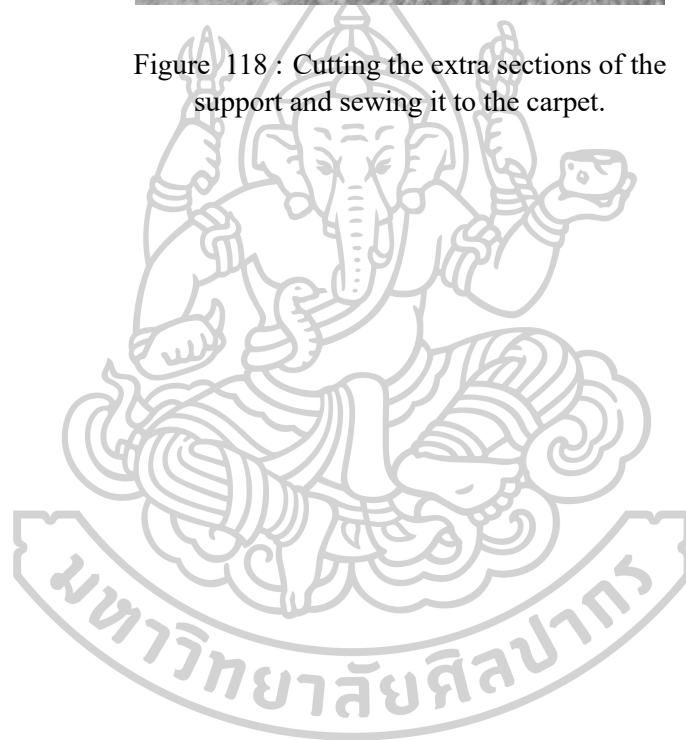 Figure 118 : Cutting the extra sections of the
support and sewing it to the carpet.
มหาวิทยาลัยศิลปากร